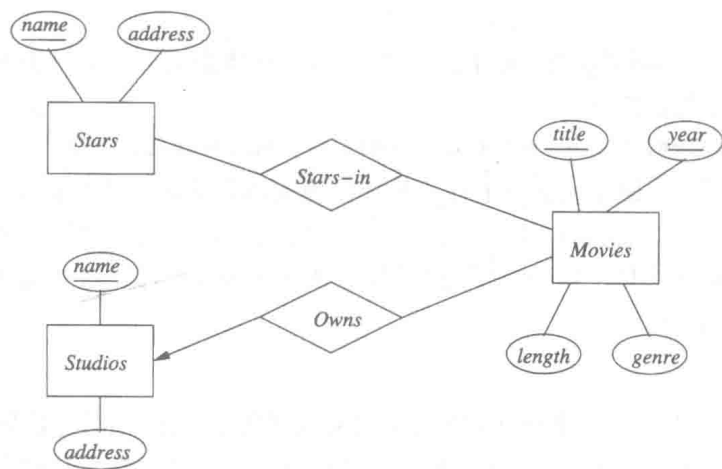 name
address
Stars
Stars-in
title
year
Movies
name
Owns
Studios
length
genre
address